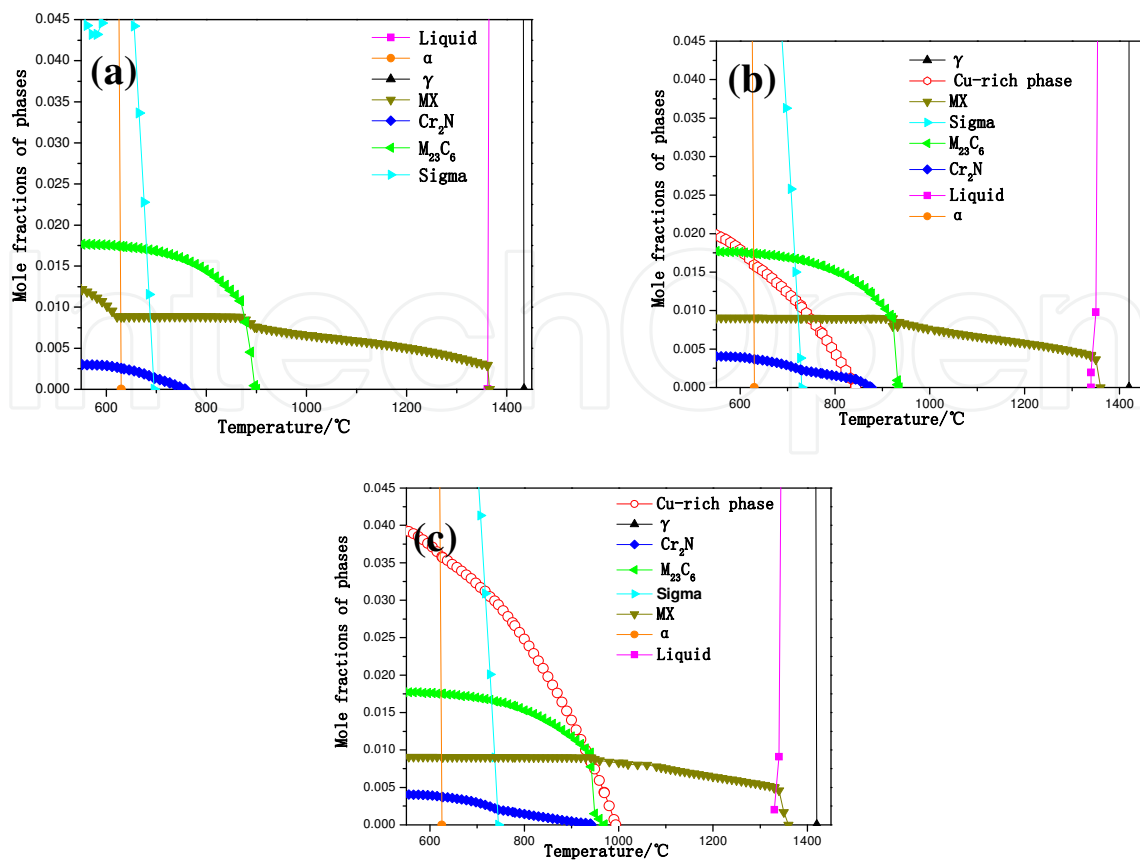 (a)
Mole fractions of phases
0.045
0.040
0.035
0.030
0.025
0.020
0.015
0.010
0.005
0.000
600 800 1000 1200 1400
Temperature/℃
Liquid
α
γ
MX
Cr₂N
M₂₃C₆
Sigma
(b)
Mole fractions of phases
0.045
0.040
0.035
0.030
0.025
0.020
0.015
0.010
0.005
0.000
600 800 1000 1200 1400
Temperature/℃
γ
Cu-rich phase
MX
Sigma
M₂₃C₆
Cr₂N
Liquid
α
(c)
Mole fractions of phases
0.045
0.040
0.035
0.030
0.025
0.020
0.015
0.010
0.005
0.000
600 800 1000 1200 1400
Temperature/℃
Cu-rich phase
γ
Cr₂N
M₂₃C₆
Sigma
MX
α
Liquid
IntechOpen